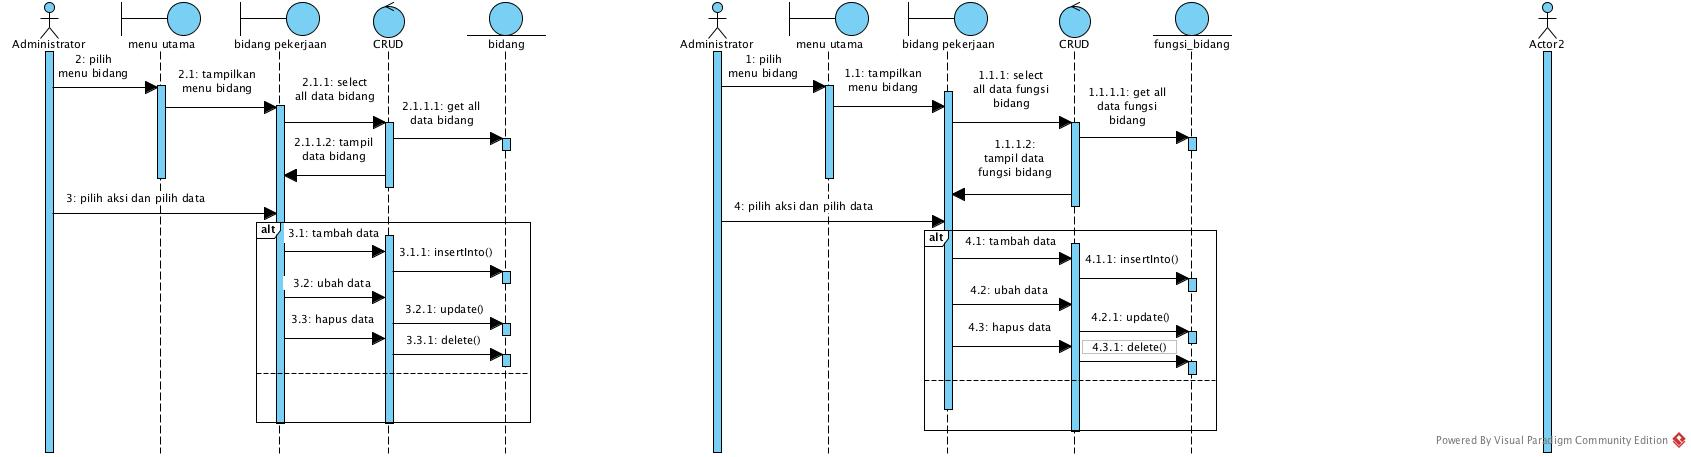 Administrator
menu utama
bidang pekerjaan
CRUD
bidang
2: pilih
menu bidang
2.1: tampilkan
menu bidang
2.1.1: select
all data bidang
2.1.1.1: get all
data bidang
2.1.1.2: tampil
data bidang
3: pilih aksi dan pilih data
alt
3.1: tambah data
3.1.1: insertInto()
3.2: ubah data
3.2.1: update()
3.3: hapus data
3.3.1: delete()
Administrator
menu utama
bidang pekerjaan
CRUD
fungsi_bidang
1: pilih
menu bidang
1.1: tampilkan
menu bidang
1.1.1: select
all data fungsi
bidang
1.1.1.1: get all
data fungsi
bidang
1.1.1.2:
tampil data
fungsi bidang
4: pilih aksi dan pilih data
alt
4.1: tambah data
4.1.1: insertInto()
4.2: ubah data
4.2.1: update()
4.3: hapus data
4.3.1: delete()
Actor2
Powered By Visual Paradigm Community Edition